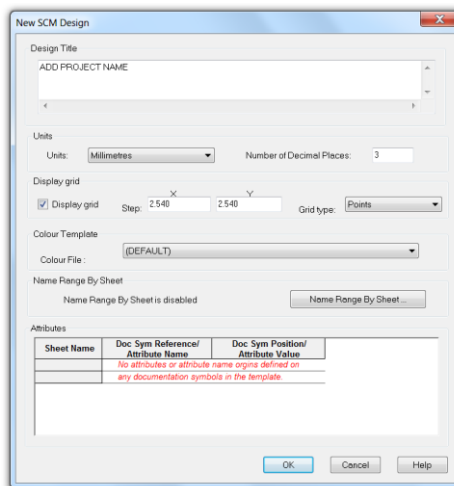 New SCM Design
Design Title
ADD PROJECT NAME
Units
Units: Millimetres Number of Decimal Places: 3
Display grid
X Y
Display grid Step: 2.540 2.540 Grid type: Points
Colour Template
Colour File : (DEFAULT)
Name Range By Sheet
Name Range By Sheet is disabled Name Range By Sheet ...
Attributes
Sheet Name Doc Sym Reference/ Doc Sym Position/
Attribute Name Attribute Value
No attributes or attribute name orgins defined on
any documentation symbols in the template.
OK Cancel Help